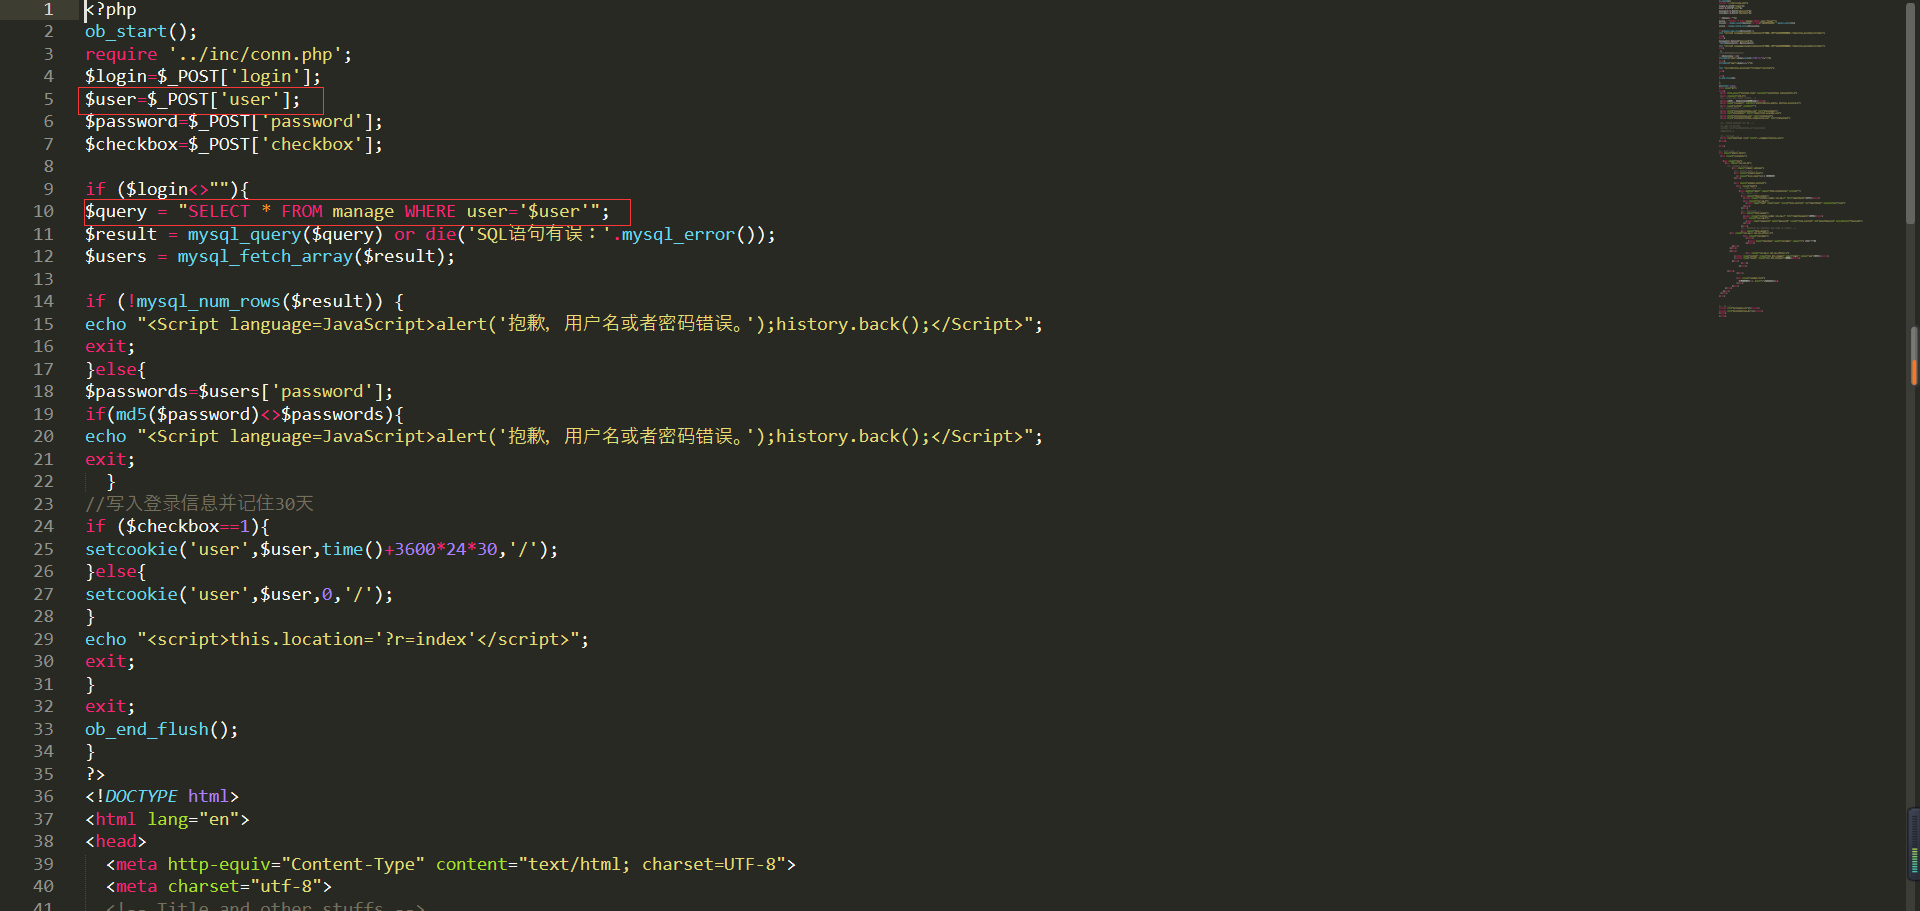 1 <?php
2 ob_start();
3 require '../inc/conn.php';
4 $login=$_POST['login'];
5 $user=$_POST['user'];
6 $password=$_POST['password'];
7 $checkbox=$_POST['checkbox'];
8
9 if ($login<>""){
10 $query = "SELECT * FROM manage WHERE user='$user'";
11 $result = mysql_query($query) or die('SQL语句有误：'.mysql_error());
12 $users = mysql_fetch_array($result);
13
14 if (!mysql_num_rows($result)) {
15 echo "<Script language=JavaScript>alert('抱歉，用户名或者密码错误。');history.back();</Script>";
16 exit;
17 }else{
18 $passwords=$users['password'];
19 if(md5($password)<>$passwords){
20 echo "<Script language=JavaScript>alert('抱歉，用户名或者密码错误。');history.back();</Script>";
21 exit;
22 }
23 //写入登录信息并记住30天
24 if ($checkbox==1){
25 setcookie('user',$user,time()+3600*24*30,'/');
26 }else{
27 setcookie('user',$user,0,'/');
28 }
29 echo "<script>this.location='?r=index'</script>";
30 exit;
31 }
32 exit;
33 ob_end_flush();
34 }
35 ?>
36 <!DOCTYPE html>
37 <html lang="en">
38 <head>
39 <meta http-equiv="Content-Type" content="text/html; charset=UTF-8">
40 <meta charset="utf-8">
41 <!-- Title and other stuffs -->